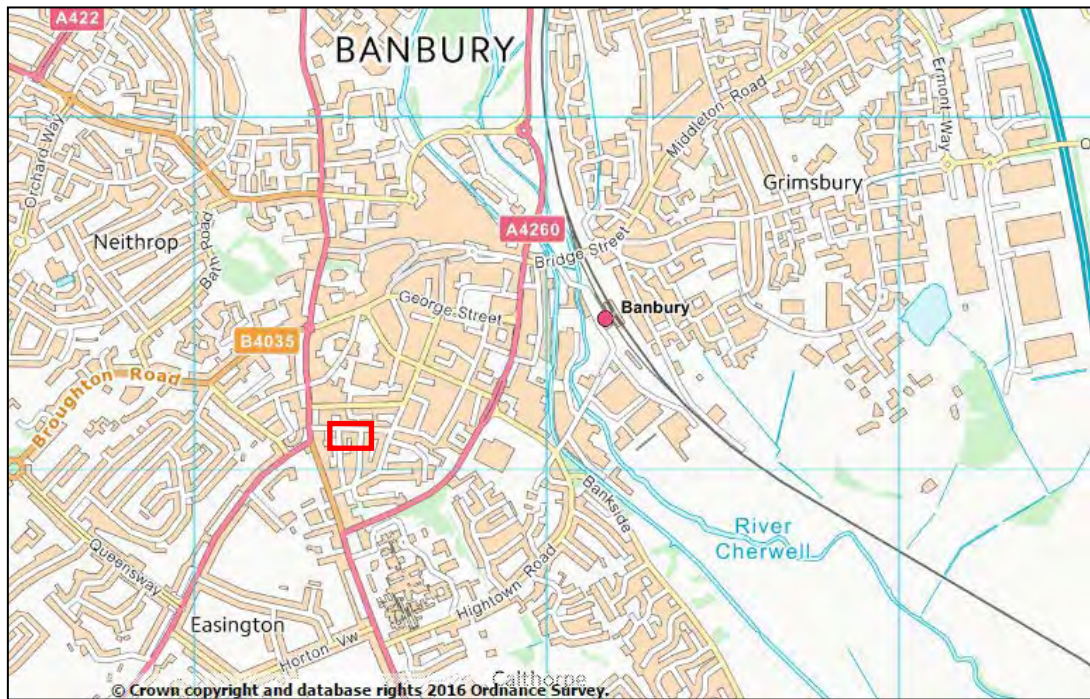 A422
BANBURY
Orchard Way
Middleton Road
Ermont Way
Grimsbury
Neithrop
Bath Road
A4260
Bridge Street
George Street
Banbury
B4035
Broughton Road
Bankside
River
Cherwell
Queensway
Hightown Road
Easington
Horton Vw
Calthorpe
© Crown copyright and database rights 2016 Ordnance Survey.